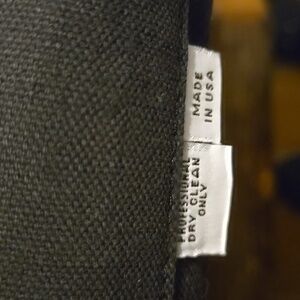 MADE
IN USA
PROFESSIONAL
DRY CLEAN
ONLY